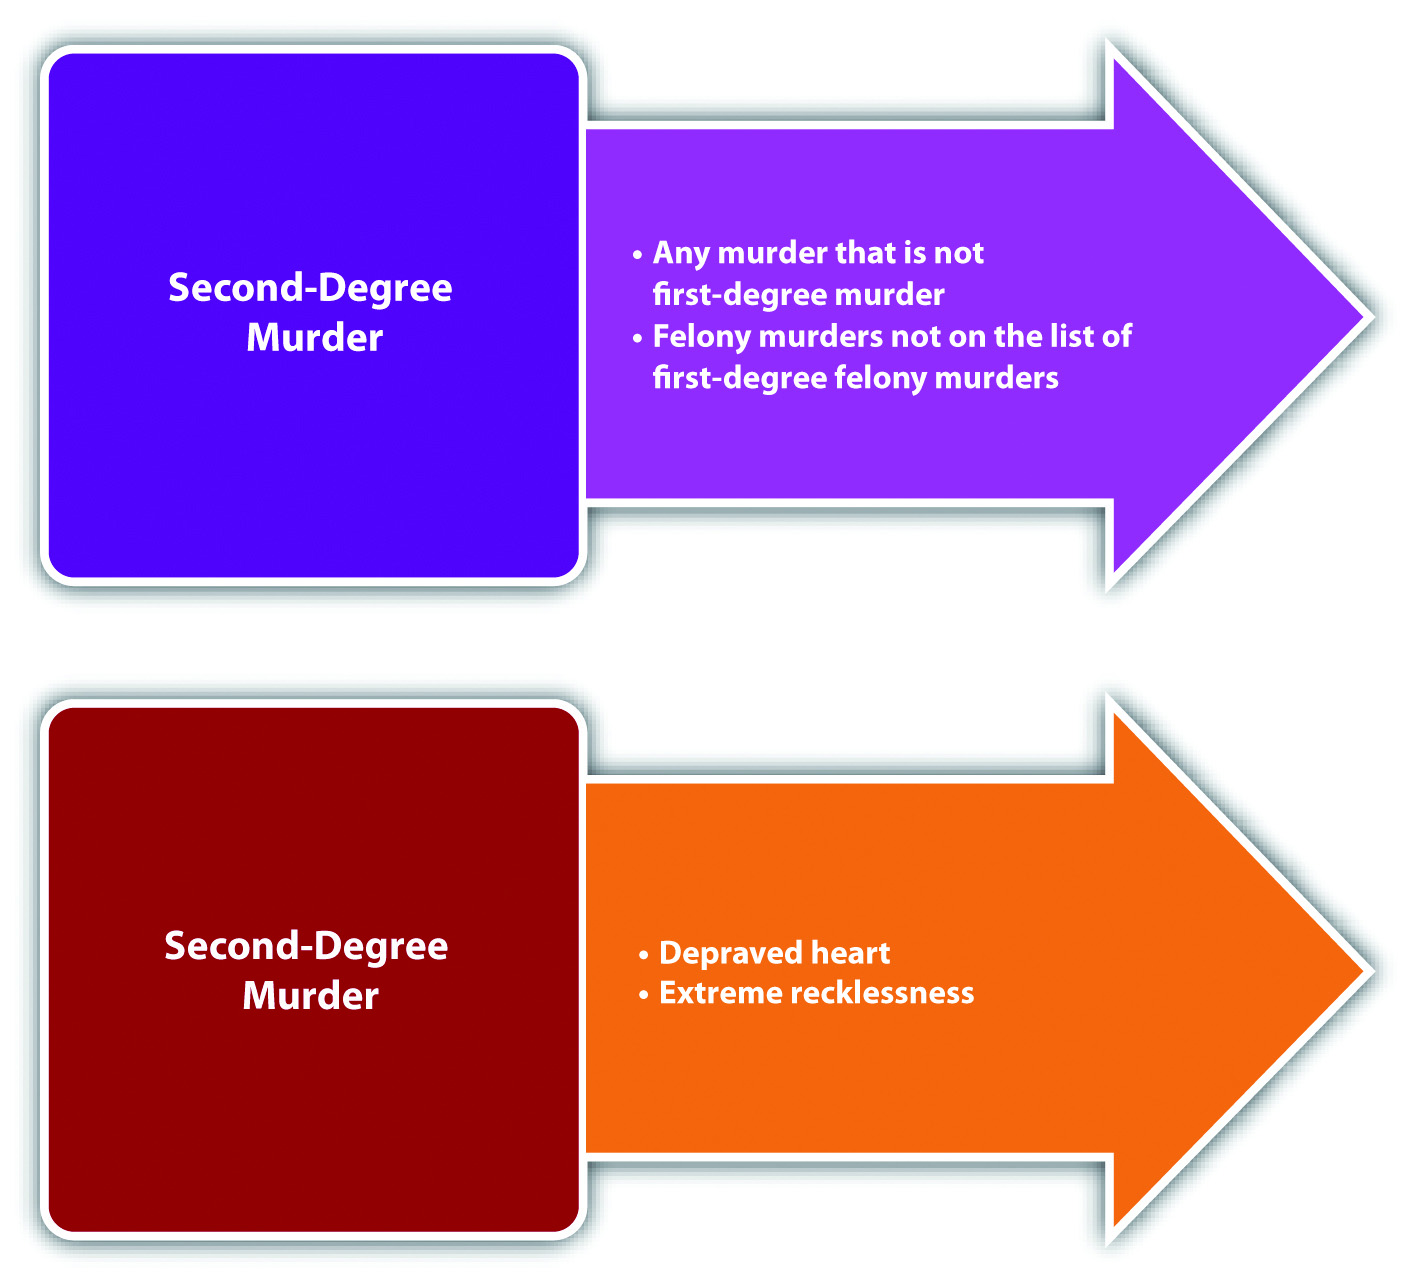 Second-Degree
Murder
• Any murder that is not
first-degree murder
• Felony murders not on the list of
first-degree felony murders
Second-Degree
Murder
• Depraved heart
• Extreme recklessness